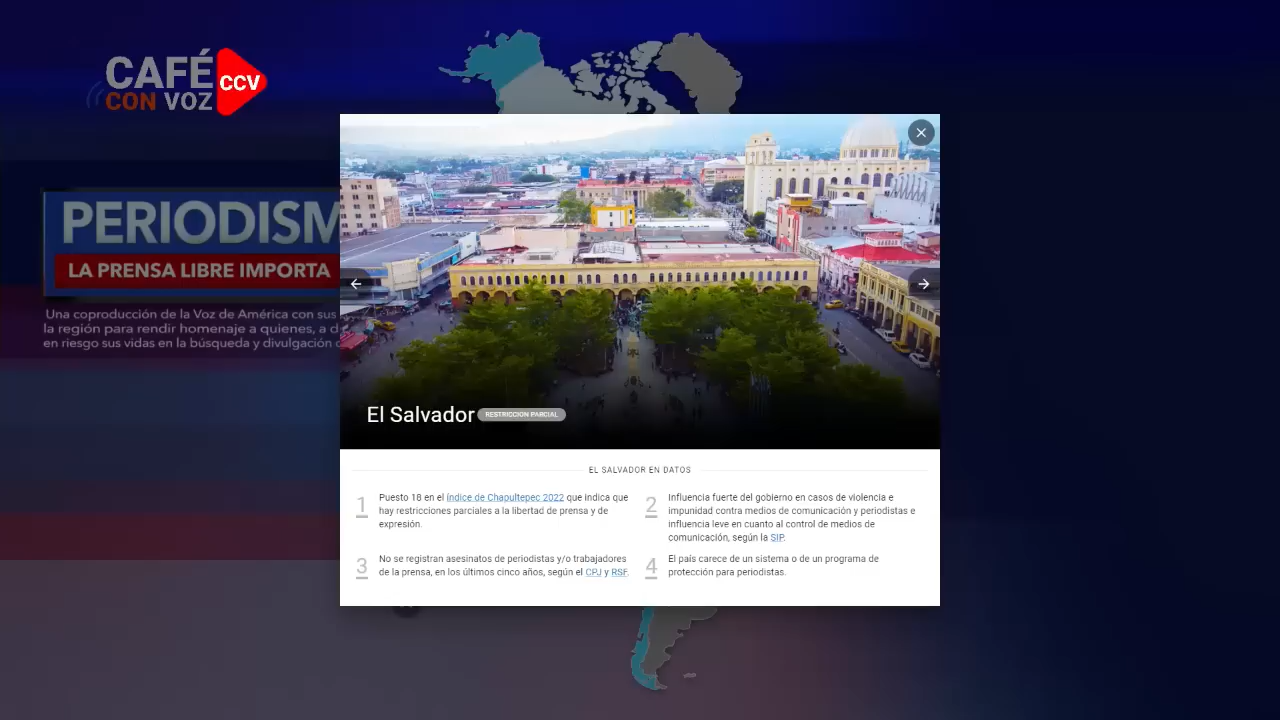 CAFÉ
CON VOZ
CCV
PERIODISM
LA PRENSA LIBRE IMPORTA
Una coproducción de la Voz de América con sus
la región para rendir homenaje a quienes, a d
en riesgo sus vidas en la búsqueda y divulgación
El Salvador
RESTRICCION PARCIAL
EL SALVADOR EN DATOS
1
Puesto 18 en el índice de Chapultepec 2022 que indica que
hay restricciones parciales a la libertad de prensa y de
expresión.
2
Influencia fuerte del gobierno en casos de violencia e
impunidad contra medios de comunicación y periodistas e
influencia leve en cuanto al control de medios de
comunicación, según la SIP.
3
No se registran asesinatos de periodistas y/o trabajadores
de la prensa, en los últimos cinco años, según el CPJ y RSF.
4
El país carece de un sistema o de un programa de
protección para periodistas.